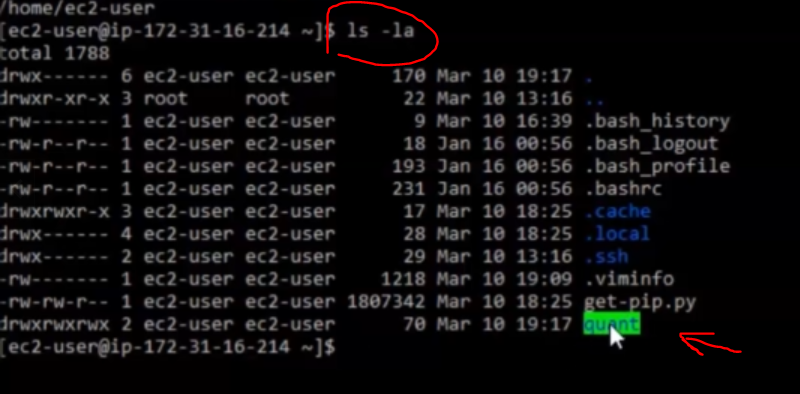 /home/ec2-user
[ec2-user@ip-172-31-16-214 ~]$ ls -la
total 1788
drwx------ 6 ec2-user ec2-user 170 Mar 10 19:17 .
drwxr-xr-x 3 root root 22 Mar 10 13:16 ..
-rw------- 1 ec2-user ec2-user 9 Mar 10 16:39 .bash_history
-rw-r--r-- 1 ec2-user ec2-user 18 Jan 16 00:56 .bash_logout
-rw-r--r-- 1 ec2-user ec2-user 193 Jan 16 00:56 .bash_profile
-rw-r--r-- 1 ec2-user ec2-user 231 Jan 16 00:56 .bashrc
drwxrwxr-x 3 ec2-user ec2-user 17 Mar 10 18:25 .cache
drwx------ 4 ec2-user ec2-user 28 Mar 10 18:25 .local
drwx------ 2 ec2-user ec2-user 29 Mar 10 13:16 .ssh
-rw------- 1 ec2-user ec2-user 1218 Mar 10 19:09 .viminfo
-rw-rw-r-- 1 ec2-user ec2-user 1807342 Mar 10 18:25 get-pip.py
drwxrwxrwx 2 ec2-user ec2-user 70 Mar 10 19:17 quant
[ec2-user@ip-172-31-16-214 ~]$